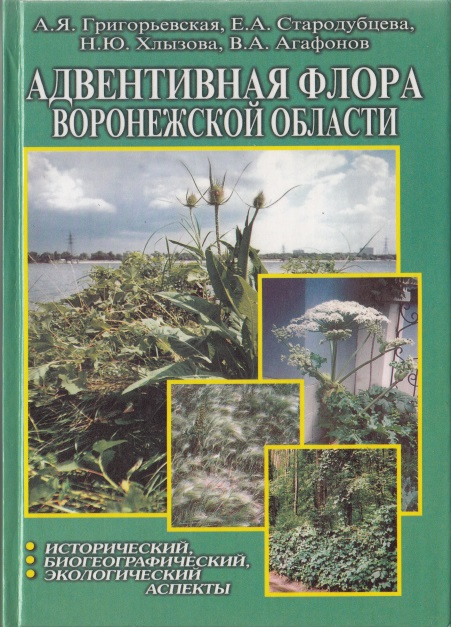 А.Я. Григорьевская, Е.А. Стародубцева,
Н.Ю. Хлызова, В.А. Агафонов
АДВЕНТИВНАЯ ФЛОРА
ВОРОНЕЖСКОЙ ОБЛАСТИ
ИСТОРИЧЕСКИЙ,
БИОГЕОГРАФИЧЕСКИЙ,
ЭКОЛОГИЧЕСКИЙ
АСПЕКТЫ